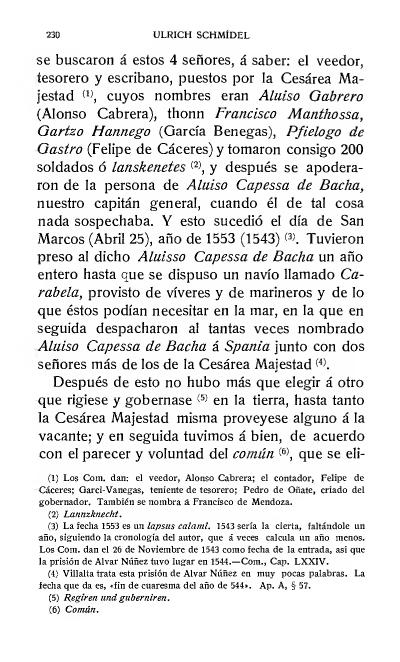 230 ULRICH SCHMÍDEL
se buscaron á estos 4 señores, á saber: el veedor,
tesorero y escribano, puestos por la Cesárea Ma-
jestad (1), cuyos nombres eran Aluiso Gabrero
(Alonso Cabrera), thonn Francisco Manthossa,
Gartzo Hannego (García Benegas), Pfielogo de
Gastro (Felipe de Cáceres) y tomaron consigo 200
soldados ó lanskenetes (2), y después se apodera-
ron de la persona de Aluiso Capessa de Bacha,
nuestro capitán general, cuando él de tal cosa
nada sospechaba. Y esto sucedió el día de San
Marcos (Abril 25), año de 1553 (1543) (3). Tuvieron
preso al dicho Aluisso Capessa de Bacha un año
entero hasta que se dispuso un navío llamado Ca-
rabela, provisto de víveres y de marineros y de lo
que éstos podían necesitar en la mar, en la que en
seguida despacharon al tantas veces nombrado
Aluiso Capessa de Bacha á Spania junto con dos
señores más de los de la Cesárea Majestad (4).
Después de esto no hubo más que elegir á otro
que rigiese y gobernase (5) en la tierra, hasta tanto
la Cesárea Majestad misma proveyese alguno á la
vacante; y en seguida tuvimos á bien, de acuerdo
con el parecer y voluntad del común (6), que se eli-
(1) Los Com. dan: el veedor, Alonso Cabrera; el contador, Felipe de
Cáceres; Garci-Vanegas, teniente de tesorero; Pedro de Oñate, criado del
gobernador. También se nombra á Francisco de Mendoza.
(2) Lannzknecht.
(3) La fecha 1553 es un lapsus calami. 1543 sería la cierta, faltándole un
año, siguiendo la cronología del autor, que á veces calcula un año menos.
Los Com. dan el 26 de Noviembre de 1543 como fecha de la entrada, así que
la prisión de Alvar Núñez tuvo lugar en 1544.—Com., Cap. LXXIV.
(4) Villalta trata esta prisión de Alvar Núñez en muy pocas palabras. La
fecha que da es, «fin de cuaresma del año de 544». Ap. A, § 57.
(5) Regiren und guberniren.
(6) Común.